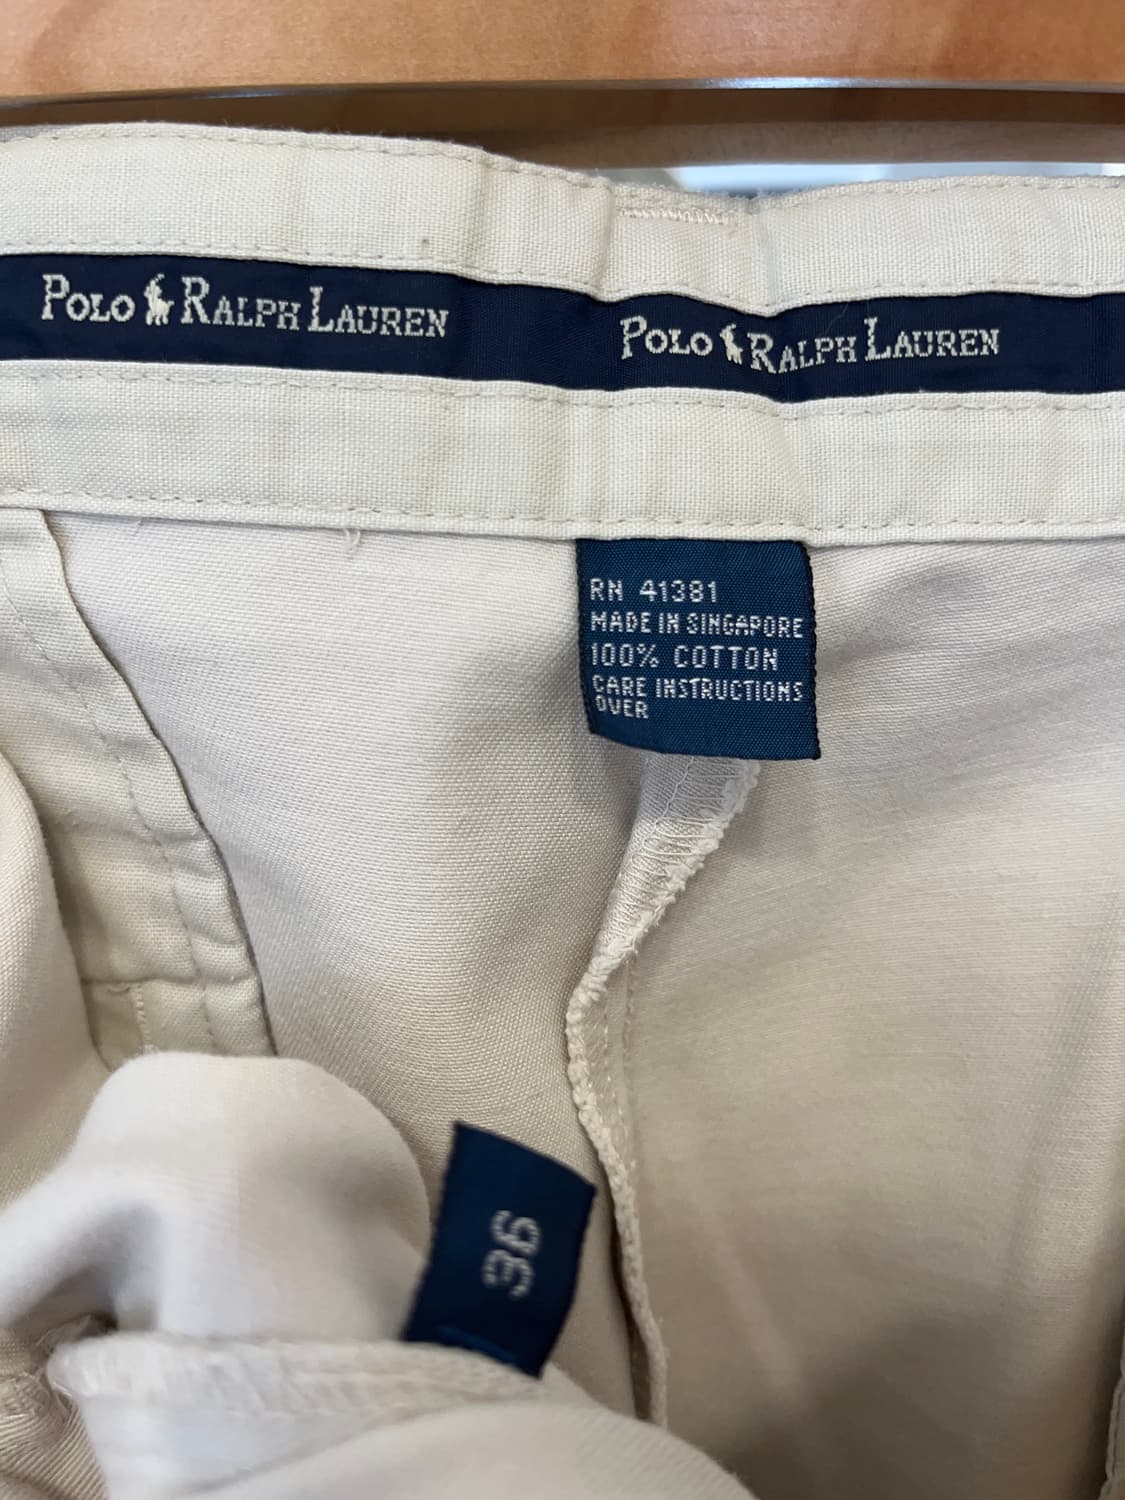 POLO RALPH LAUREN
POLO RALPH LAUREN
RN 41381
MADE IN SINGAPORE
100% COTTON
CARE INSTRUCTIONS
OVER
36